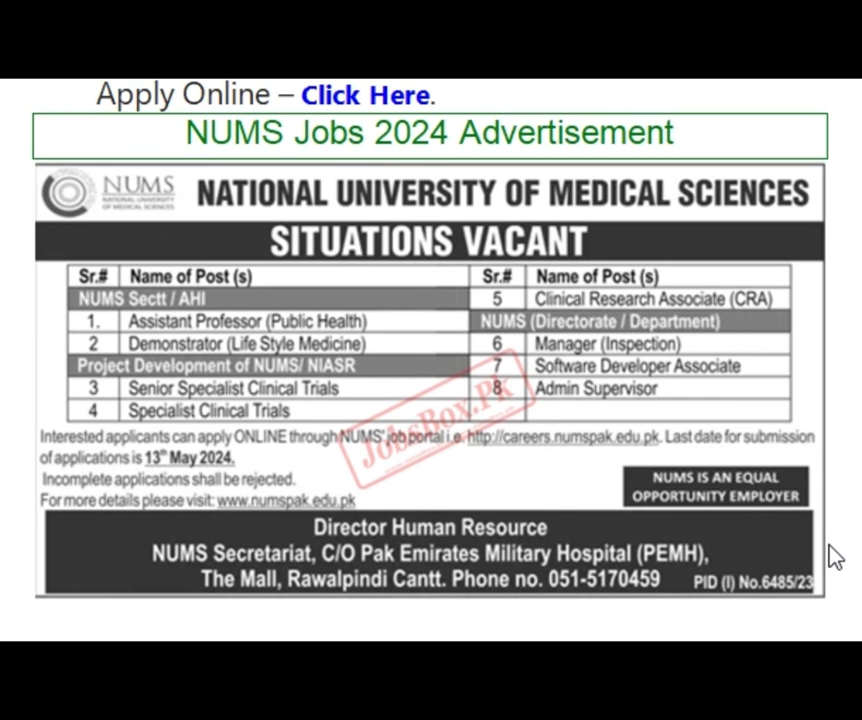 Apply Online – Click Here.
NUMS Jobs 2024 Advertisement
NUMS
NATIONAL UNIVERSITY
OF MEDICAL SCIENCES
NATIONAL UNIVERSITY OF MEDICAL SCIENCES
SITUATIONS VACANT
Sr.# Name of Post (s)
NUMS Sectt / AHI
1. Assistant Professor (Public Health)
2 Demonstrator (Life Style Medicine)
Project Development of NUMS/ NIASR
3 Senior Specialist Clinical Trials
4 Specialist Clinical Trials
Sr.# Name of Post (s)
5 Clinical Research Associate (CRA)
NUMS (Directorate / Department)
6 Manager (Inspection)
7 Software Developer Associate
8 Admin Supervisor
JobsBox.Pk
Interested applicants can apply ONLINE through NUMS' job portal i.e. http://careers.numspak.edu.pk. Last date for submission
of applications is 13th May 2024.
Incomplete applications shall be rejected.
For more details please visit: www.numspak.edu.pk
NUMS IS AN EQUAL
OPPORTUNITY EMPLOYER
Director Human Resource
NUMS Secretariat, C/O Pak Emirates Military Hospital (PEMH),
The Mall, Rawalpindi Cantt. Phone no. 051-5170459
PID (I) No.6485/23